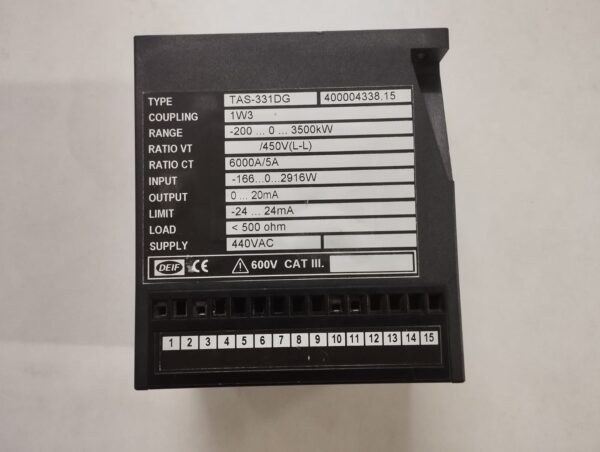 TYPE TAS-331DG 400004338.15
COUPLING 1W3
RANGE -200 ... 0 ... 3500kW
RATIO VT /450V(L-L)
RATIO CT 6000A/5A
INPUT -166...0...2916W
OUTPUT 0 ... 20mA
LIMIT -24 ... 24mA
LOAD < 500 ohm
SUPPLY 440VAC
DEIF CE 600V CAT III.
1 2 3 4 5 6 7 8 9 10 11 12 13 14 15